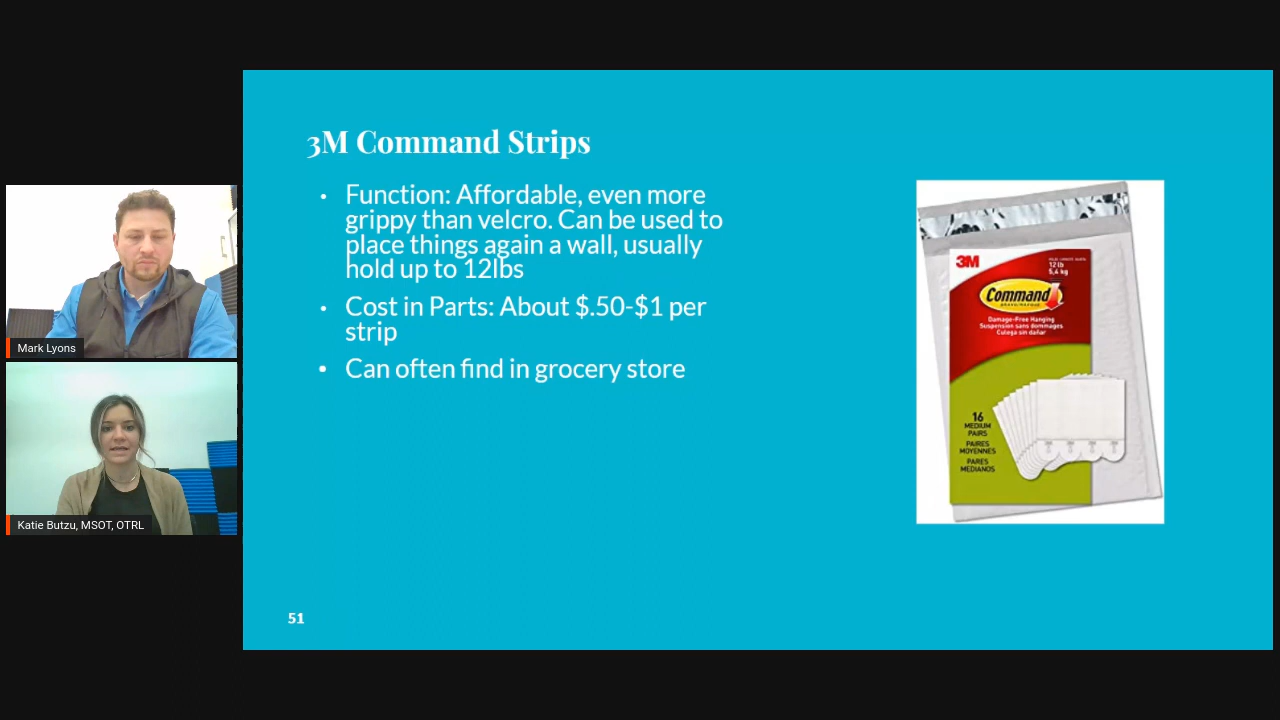 3M Command Strips
Function: Affordable, even more
grippy than velcro. Can be used to
place things again a wall, usually
hold up to 12lbs
Cost in Parts: About $.50-$1 per
strip
Can often find in grocery store
51
3M
12 lb
5,4 kg
Command
Damage-Free Hanging
Suspension sans dommages
Cuelga sin dañar
16
MEDIUM
PAIRS
PAIRES
MOYENNES
PARES
MEDIANOS
Mark Lyons
Katie Butzu, MSOT, OTRL